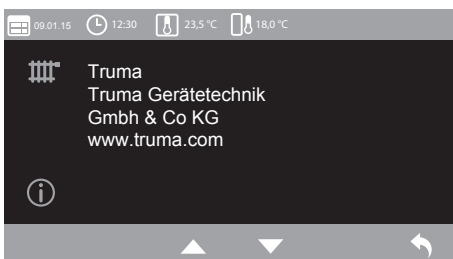 09.01.15 12:30 23,5 °C 18,0 °C
Truma
Truma Gerätetechnik
Gmbh & Co KG
www.truma.com